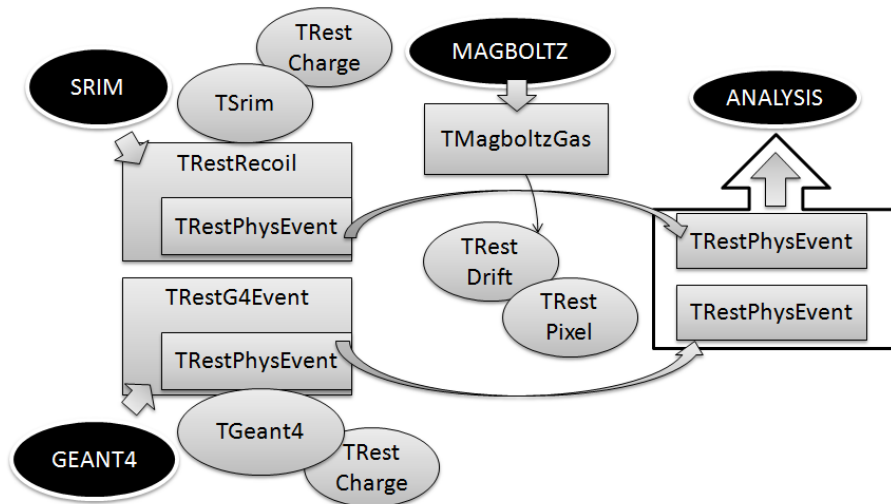 TRest
Charge
MAGBOLTZ
SRIM
TSrim
ANALYSIS
TMagboltzGas
TRestRecoil
TRestPhysEvent
TRestPhysEvent
TRest
Drift
TRestG4Event
TRest
Pixel
TRestPhysEvent
TRestPhysEvent
TGeant4
GEANT4
TRest
Charge